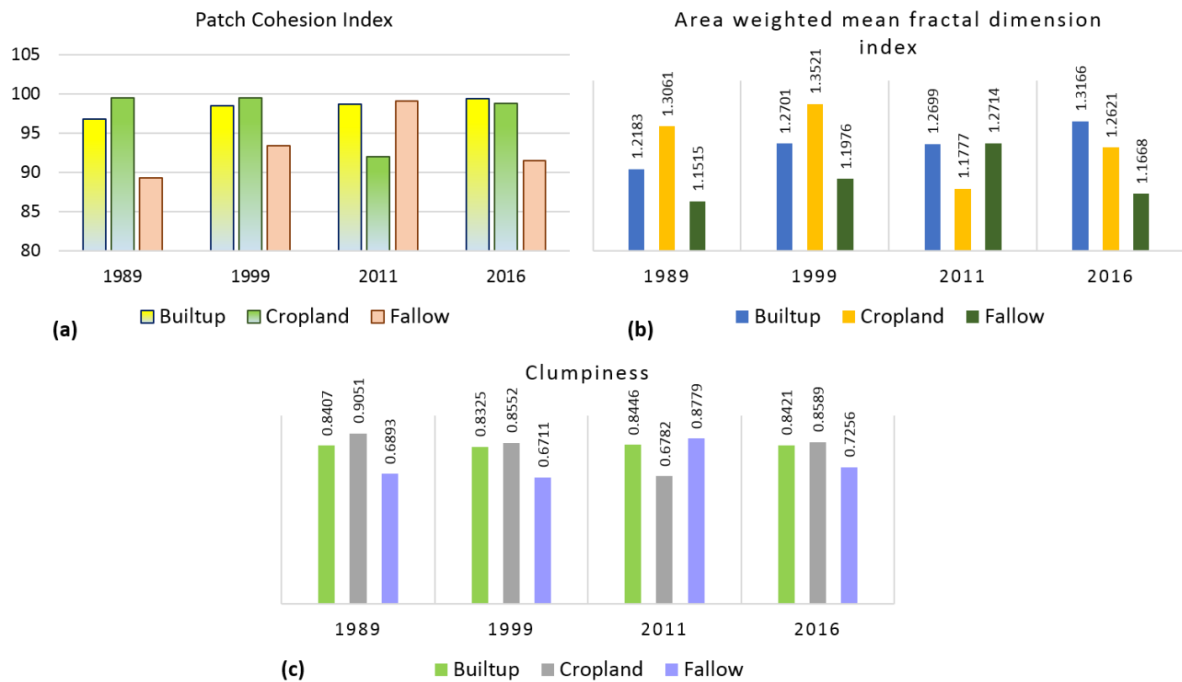 Patch Cohesion Index
105
100
95
90
85
80
1989 1999 2011 2016
Builtup Cropland Fallow
(a)
Area weighted mean fractal dimension
index
1.2183 1.3061 1.1515 1.2701 1.3521 1.1976 1.2699 1.1777 1.2714 1.3166 1.2621 1.1668
1989 1999 2011 2016
Builtup Cropland Fallow
(b)
Clumpiness
0.8407 0.9051 0.6893 0.8325 0.8552 0.6711 0.8446 0.6782 0.8779 0.8421 0.8589 0.7256
1989 1999 2011 2016
(c)
Builtup Cropland Fallow